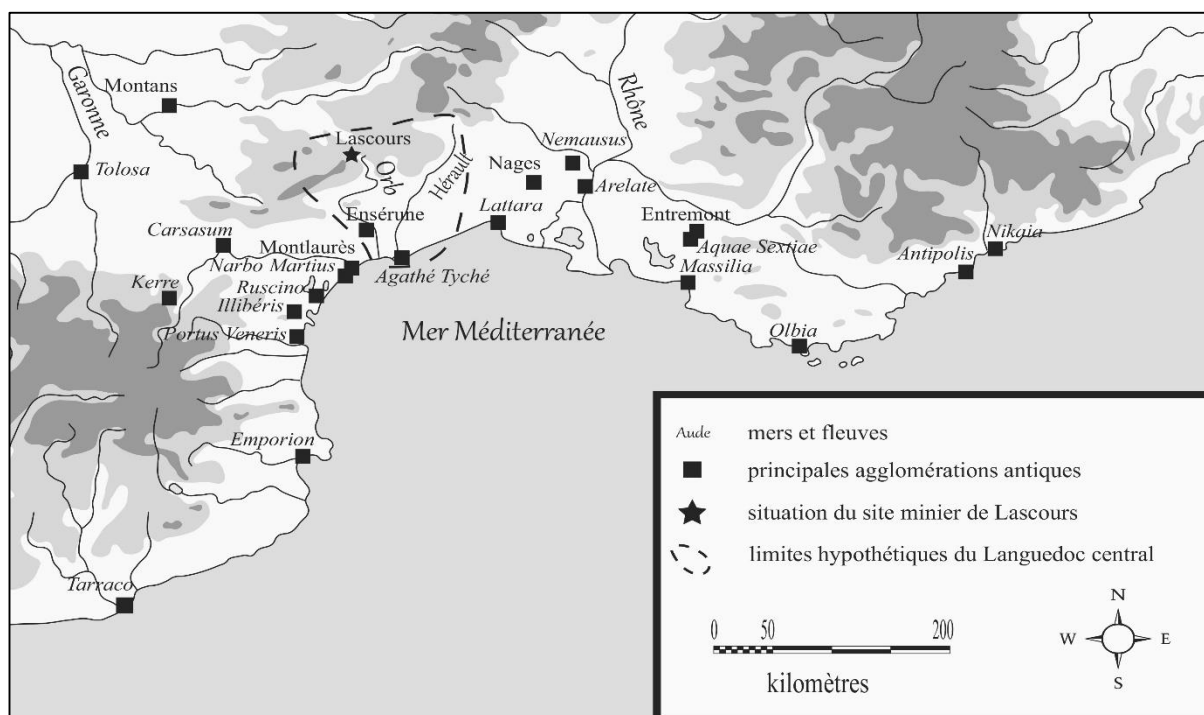 Garonne
Montans
Rhône
Lascours
Nemausus
Tolosa
Orb
Hérault
Nages
Arelate
Lattara
Ensérune
Entremont
Carsasum
Aquae Sextiae
Nikaia
Montlaurès
Narbo Martius
Agathé Tyché
Antipolis
Massilia
Kerre
Ruscino
Illibéris
Portus Veneris
Mer Méditerranée
Olbia
Emporion
Tarraco
Aude mers et fleuves
principales agglomérations antiques
situation du site minier de Lascours
limites hypothétiques du Languedoc central
0 50 200
kilomètres
N
W E
S